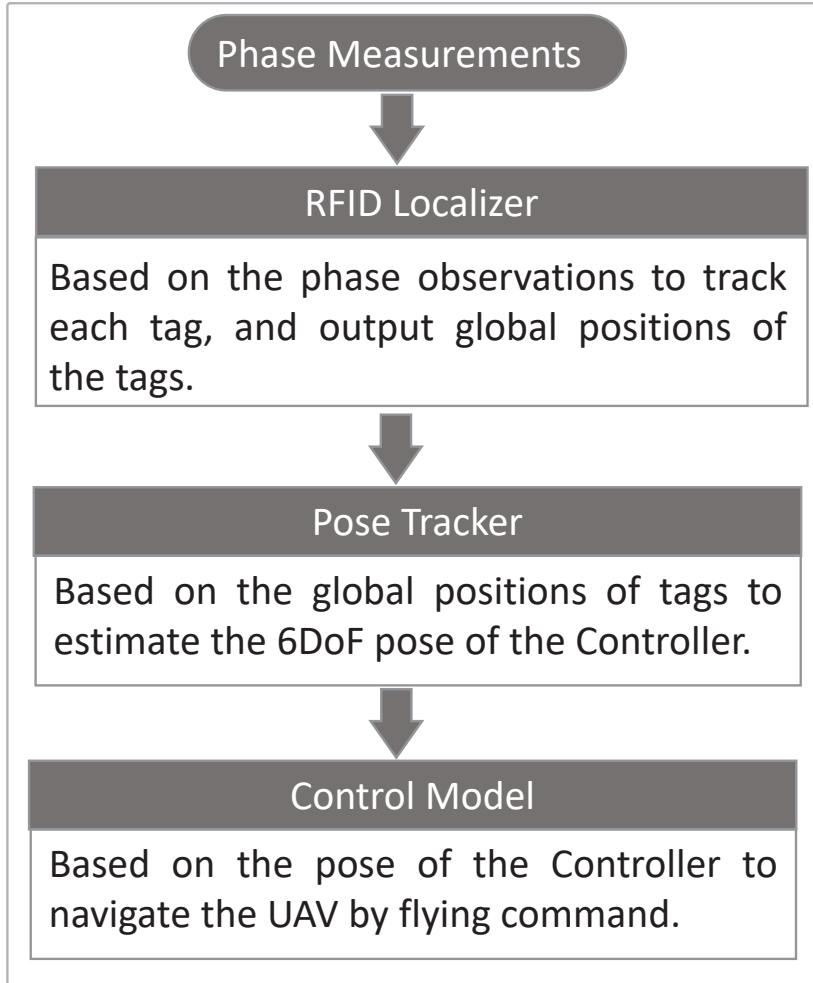 Phase Measurements
RFID Localizer
Based on the phase observations to track
each tag, and output global positions of
the tags.
Pose Tracker
Based on the global positions of tags to
estimate the 6DoF pose of the Controller.
Control Model
Based on the pose of the Controller to
navigate the UAV by flying command.